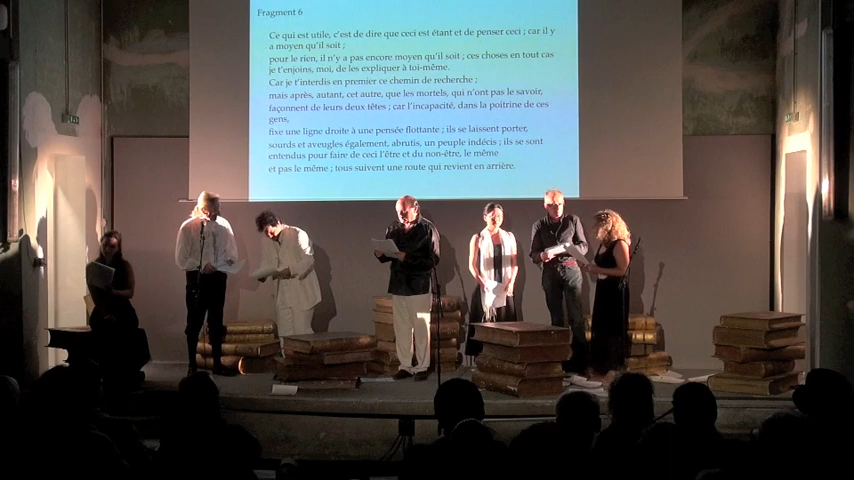 Fragment 6
Ce qui est utile, c'est de dire que ceci est étant et de penser ceci ; car il y
a moyen qu'il soit ;
pour le rien, il n'y a pas encore moyen qu'il soit ; ces choses en tout cas
je t'enjoins, moi, de les expliquer à toi-même.
Car je t'interdis en premier ce chemin de recherche ;
mais après, autant, cet autre, que les mortels, qui n'ont pas le savoir,
façonnent de leurs deux têtes ; car l'incapacité, dans la poitrine de ces
gens,
fixe une ligne droite à une pensée flottante ; ils se laissent porter,
sourds et aveugles également, abrutis, un peuple indécis ; ils se sont
entendus pour faire de ceci l'être et du non-être, le même
et pas le même ; tous suivent une route qui revient en arrière.